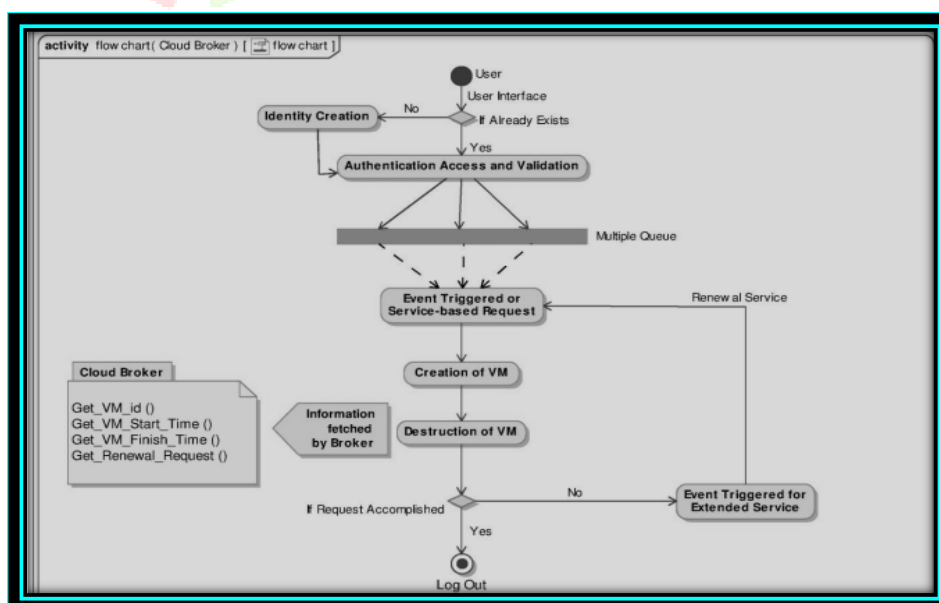 activity flow chart( Cloud Broker ) [ flow chart ]
User
User Interface
No
If Already Exists
Identity Creation
Yes
Authentication Access and Validation
Multiple Queue
Event Triggered or
Service-based Request
Renewal Service
Creation of VM
Cloud Broker
Get_VM_id ()
Get_VM_Start_Time ()
Get_VM_Finish_Time ()
Get_Renewal_Request ()
Information
fetched
by Broker
Destruction of VM
If Request Accomplished
No
Event Triggered for
Extended Service
Yes
Log Out